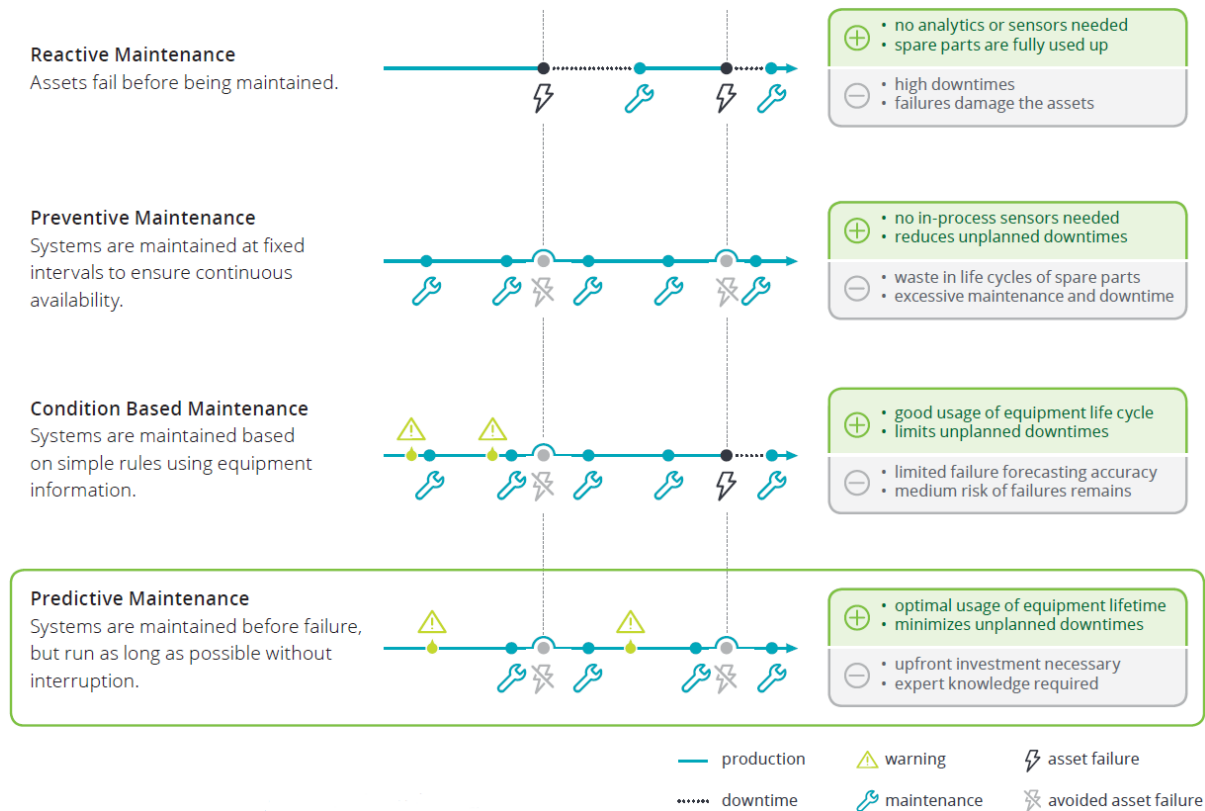 Reactive Maintenance
Assets fail before being maintained.
• no analytics or sensors needed
• spare parts are fully used up
• high downtimes
• failures damage the assets
Preventive Maintenance
Systems are maintained at fixed
intervals to ensure continuous
availability.
• no in-process sensors needed
• reduces unplanned downtimes
• waste in life cycles of spare parts
• excessive maintenance and downtime
Condition Based Maintenance
Systems are maintained based
on simple rules using equipment
information.
• good usage of equipment life cycle
• limits unplanned downtimes
• limited failure forecasting accuracy
• medium risk of failures remains
Predictive Maintenance
Systems are maintained before failure,
but run as long as possible without
interruption.
• optimal usage of equipment lifetime
• minimizes unplanned downtimes
• upfront investment necessary
• expert knowledge required
production
warning
asset failure
downtime
maintenance
avoided asset failure